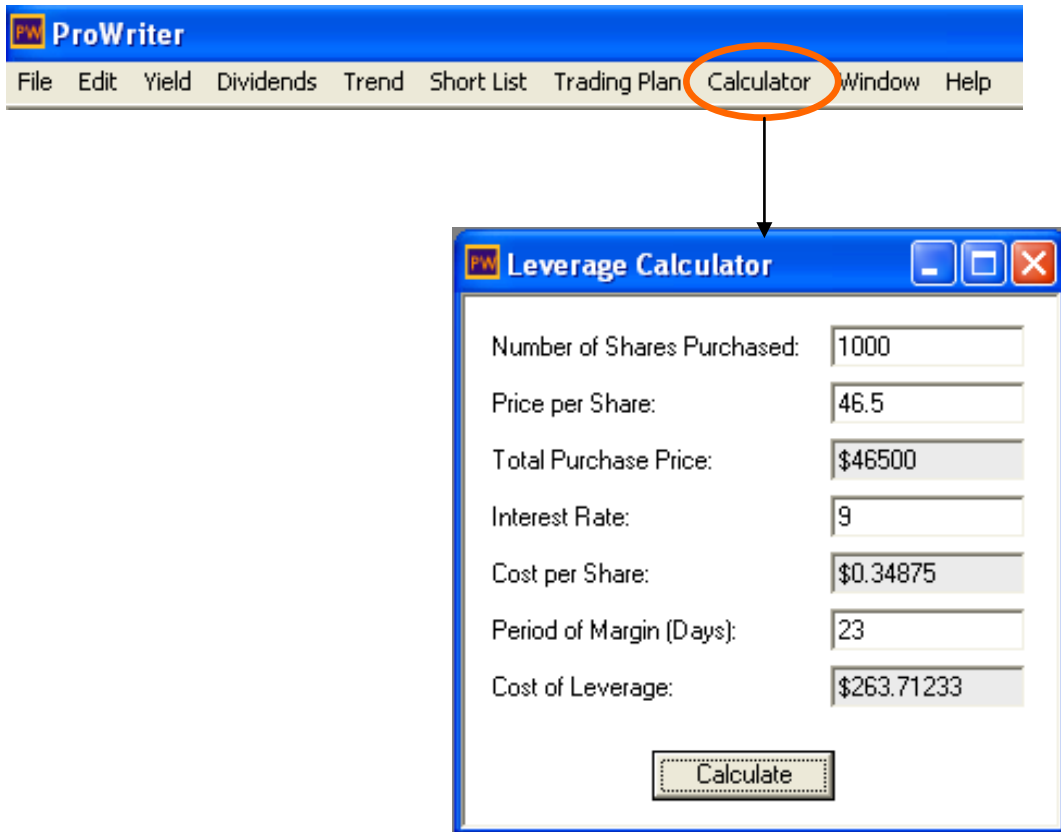 PW ProWriter
File Edit Yield Dividends Trend Short List Trading Plan Calculator Window Help
PW Leverage Calculator
Number of Shares Purchased: 1000
Price per Share: 46.5
Total Purchase Price: $46500
Interest Rate: 9
Cost per Share: $0.34875
Period of Margin (Days): 23
Cost of Leverage: $263.71233
Calculate